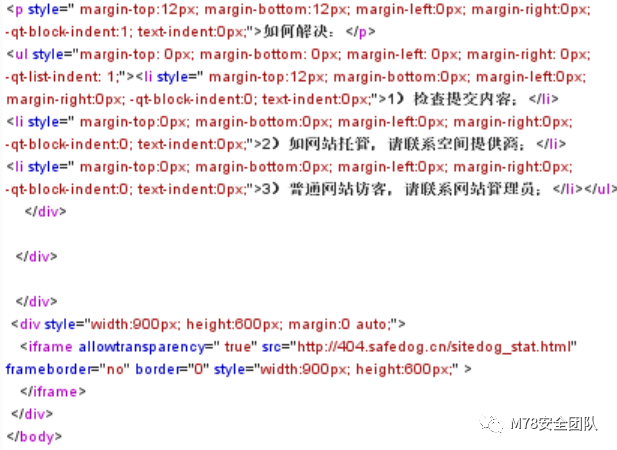 <p style=" margin-top:12px; margin-bottom:12px; margin-left:0px; margin-right:0px;
-qt-block-indent:1; text-indent:0px;">如何解决：</p>
<ul style="margin-top: 0px; margin-bottom: 0px; margin-left: 0px; margin-right: 0px;
-qt-list-indent: 1;"><li style=" margin-top:12px; margin-bottom:0px; margin-left:0px;
margin-right:0px; -qt-block-indent:0; text-indent:0px;">1）检查提交内容；</li>
<li style=" margin-top:0px; margin-bottom:0px; margin-left:0px; margin-right:0px;
-qt-block-indent:0; text-indent:0px;">2）如网站托管，请联系空间提供商；</li>
<li style=" margin-top:0px; margin-bottom:0px; margin-left:0px; margin-right:0px;
-qt-block-indent:0; text-indent:0px;">3）普通网站访客，请联系网站管理员；</li></ul>
</div>
</div>
</div>
<div style="width:900px; height:600px; margin:0 auto;">
<iframe allowtransparency=" true" src="http://404.safedog.cn/sitedog_stat.html"
frameborder="no" border="0" style="width:900px; height:600px;" >
</iframe>
</div>
</body>
M78安全团队